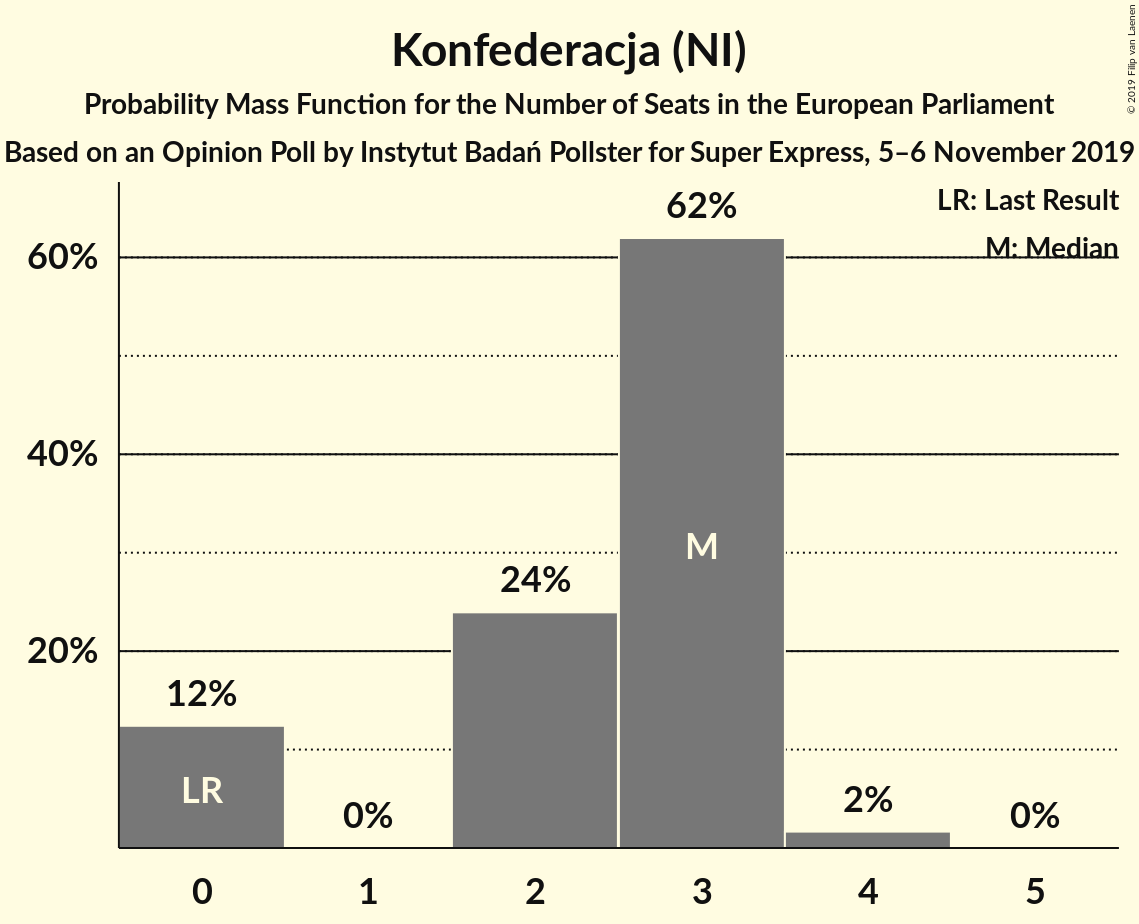 Konfederacja (NI)
Probability Mass Function for the Number of Seats in the European Parliament
Based on an Opinion Poll by Instytut Badań Pollster for Super Express, 5–6 November 2019
© 2019 Filip van Laenen
LR: Last Result
M: Median
60%
40%
20%
12%
0%
24%
62%
2%
0%
LR
M
0 1 2 3 4 5